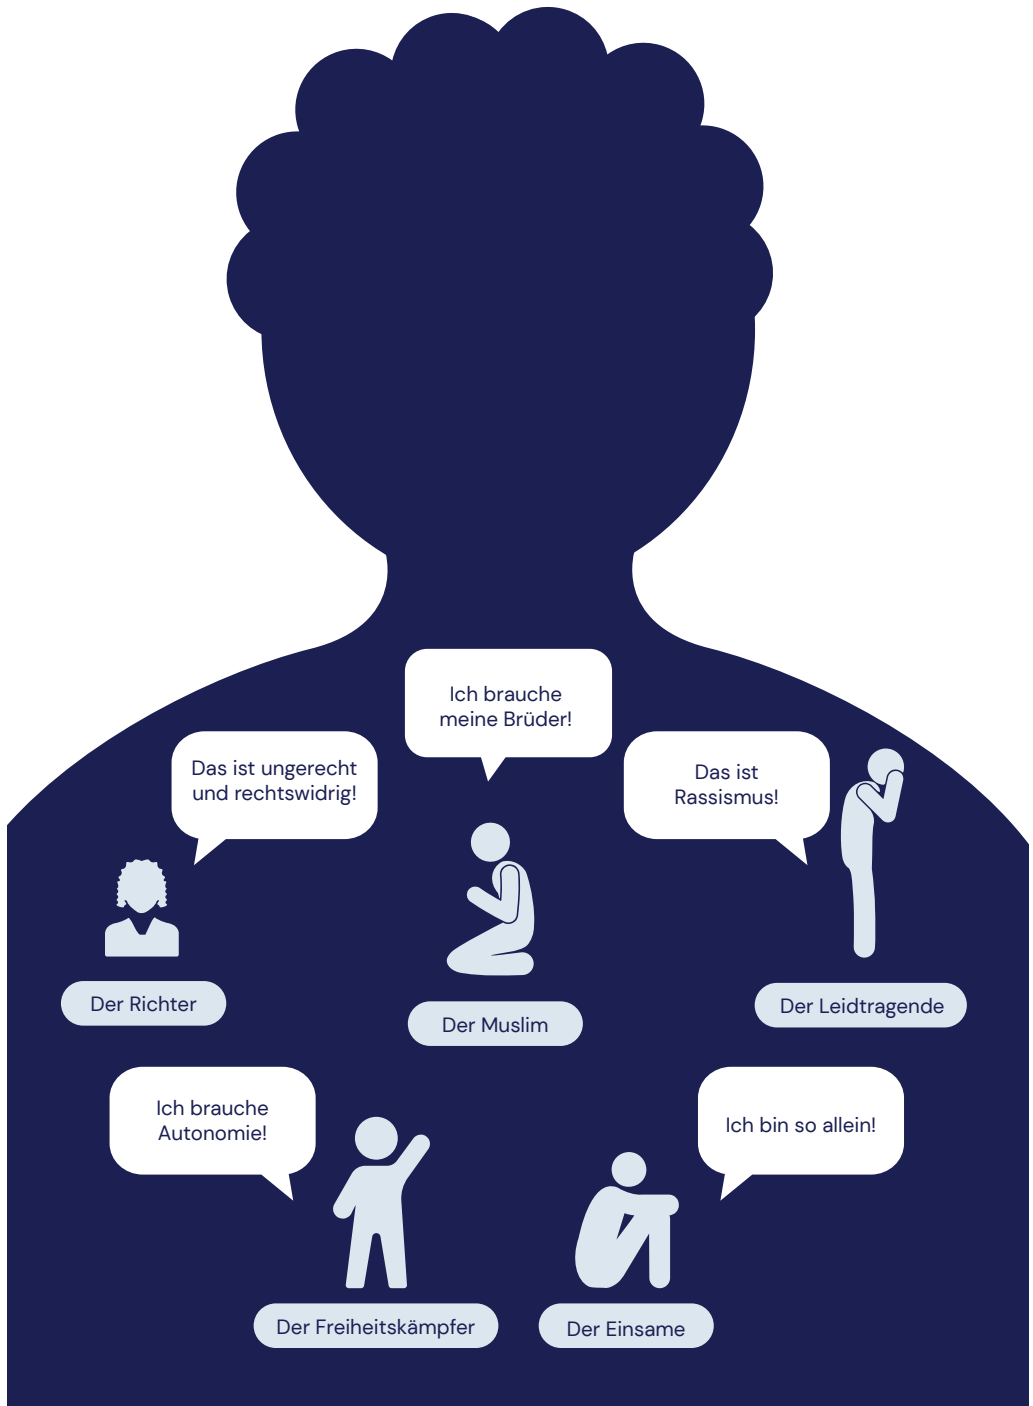 Ich brauche
meine Brüder!
Das ist ungerecht
und rechtswidrig!
Das ist
Rassismus!
Der Richter
Der Muslim
Der Leidtragende
Ich brauche
Autonomie!
Ich bin so allein!
Der Freiheitskämpfer
Der Einsame